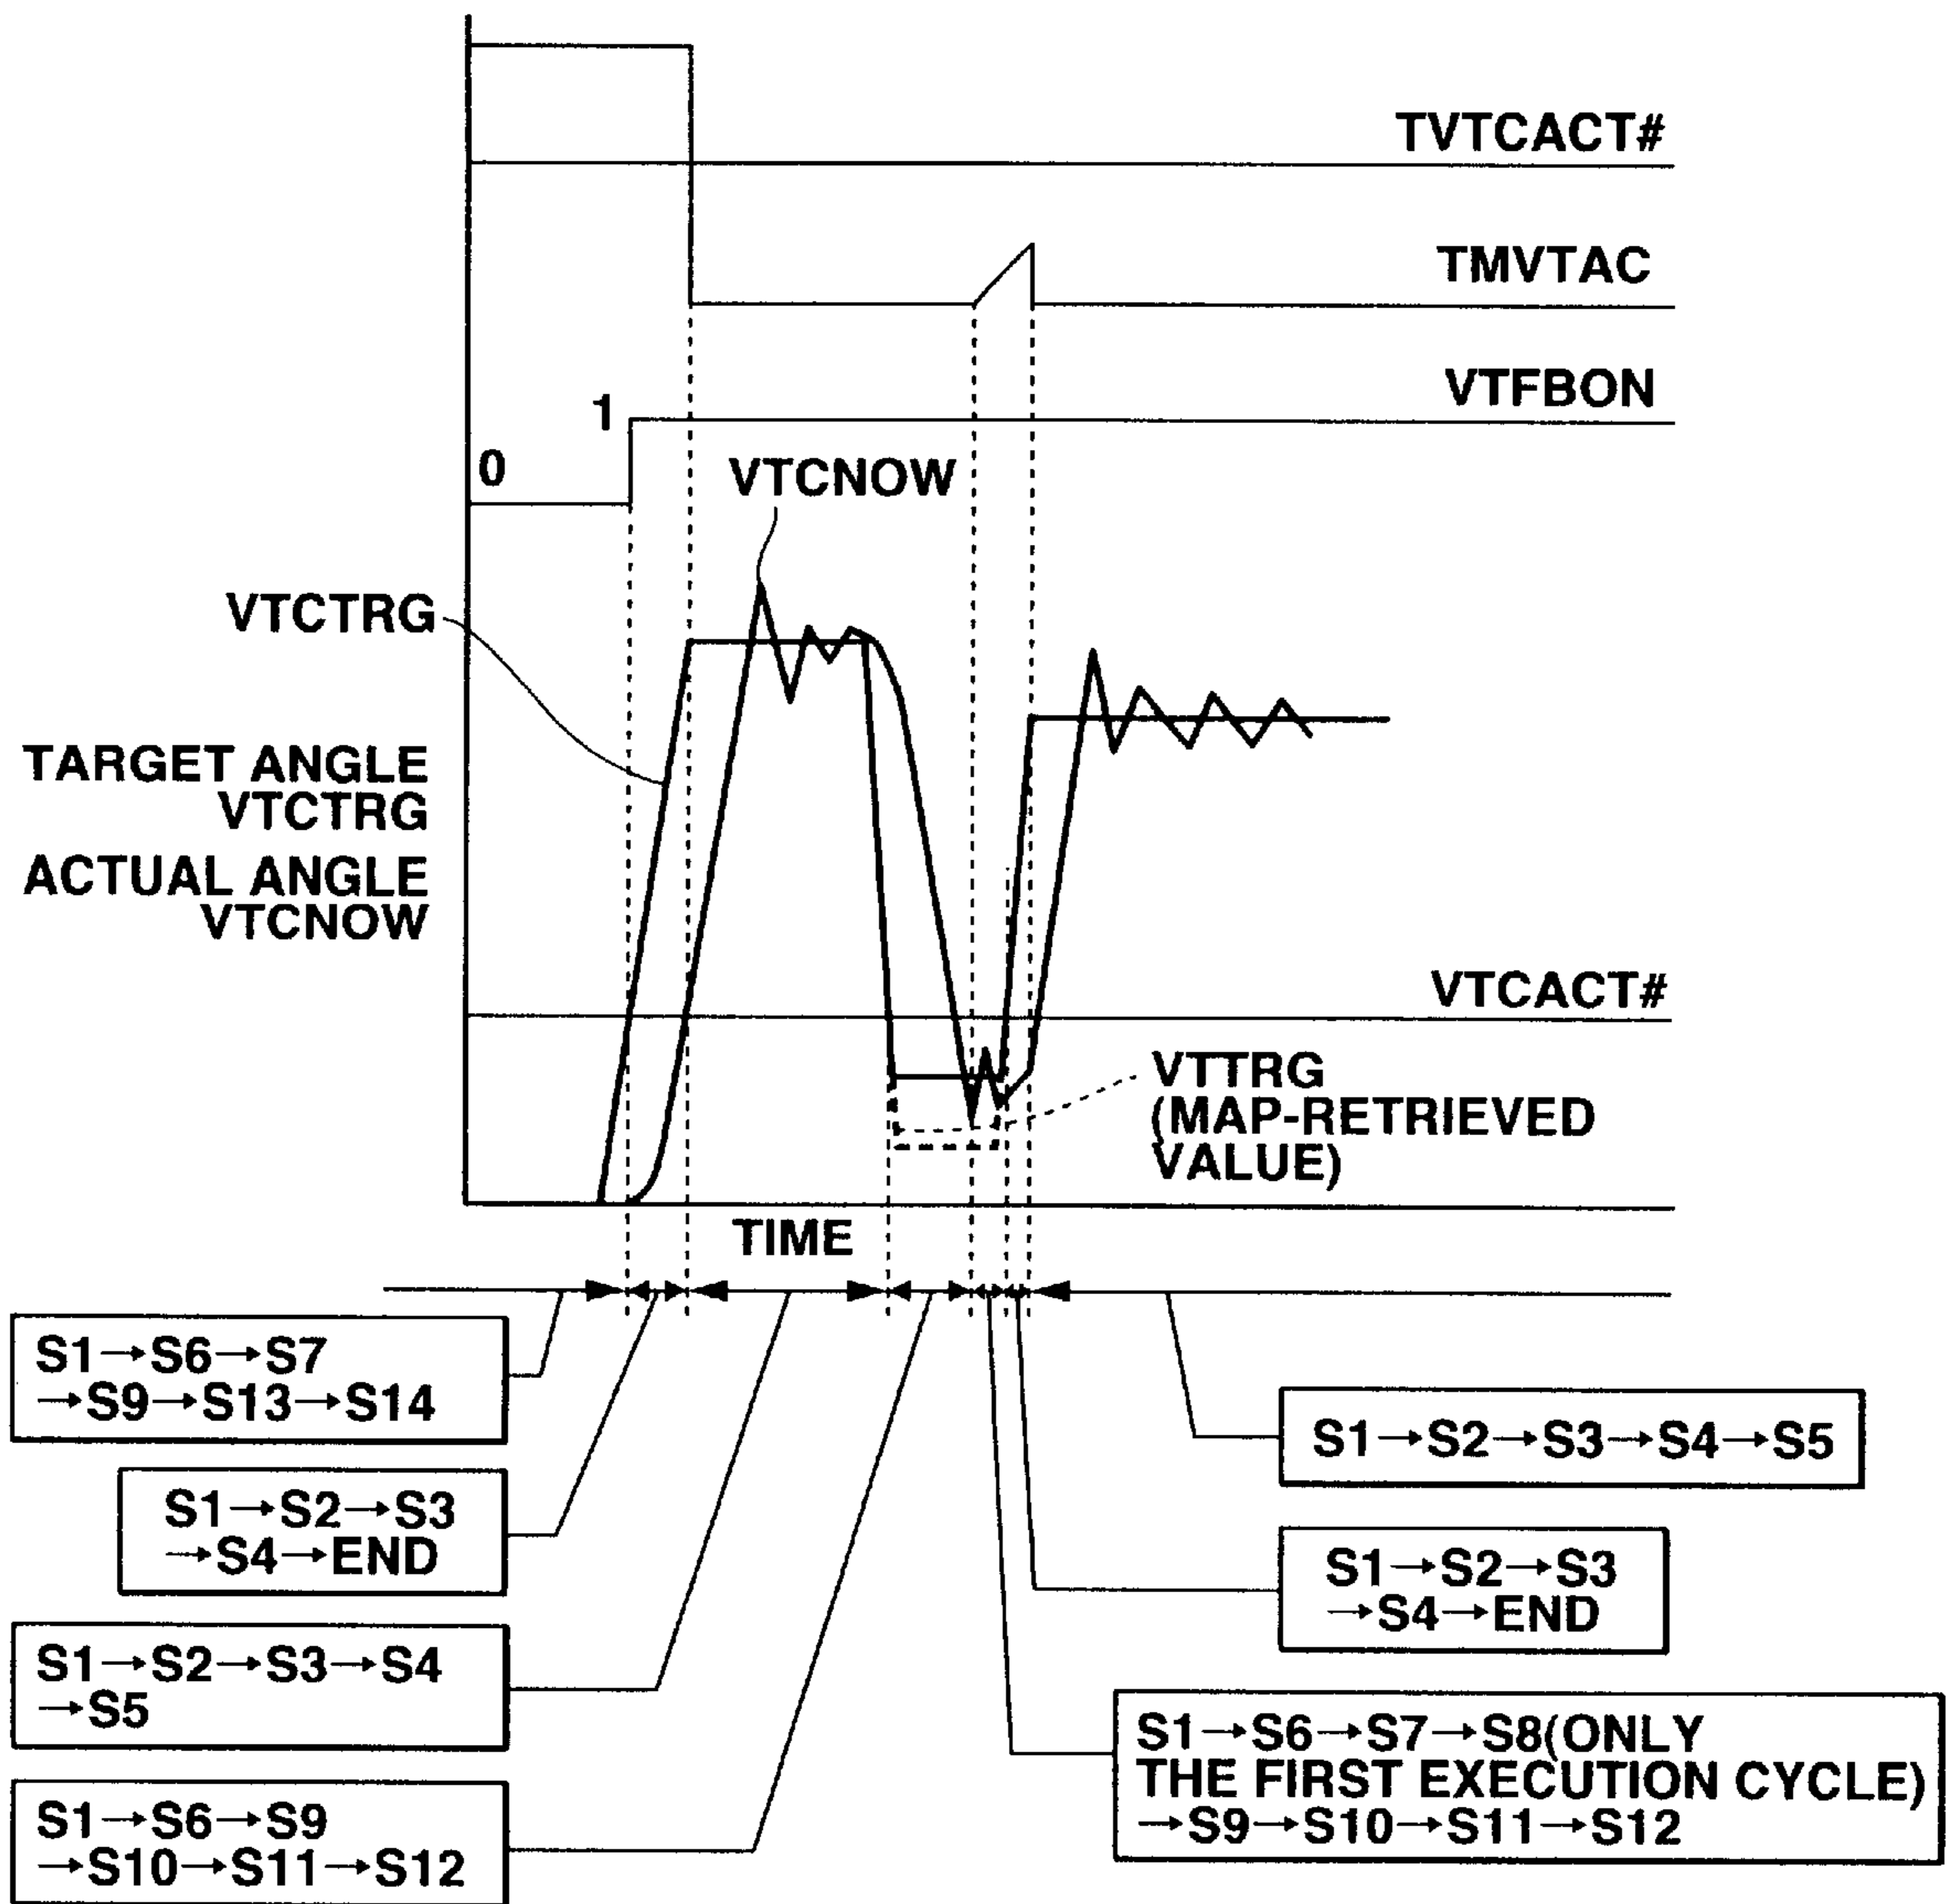 TVTCACT#
TMVTAC
VTFBON
1
0
VTCNOW
VTCTRG
TARGET ANGLE
VTCTRG
ACTUAL ANGLE
VTCNOW
VTCACT#
VTTRG
(MAP-RETRIEVED
VALUE)
TIME
S1→S6→S7
→S9→S13→S14
S1→S2→S3
→S4→END
S1→S2→S3→S4
→S5
S1→S6→S9
→S10→S11→S12
S1→S2→S3→S4→S5
S1→S2→S3
→S4→END
S1→S6→S7→S8(ONLY
THE FIRST EXECUTION CYCLE)
→S9→S10→S11→S12